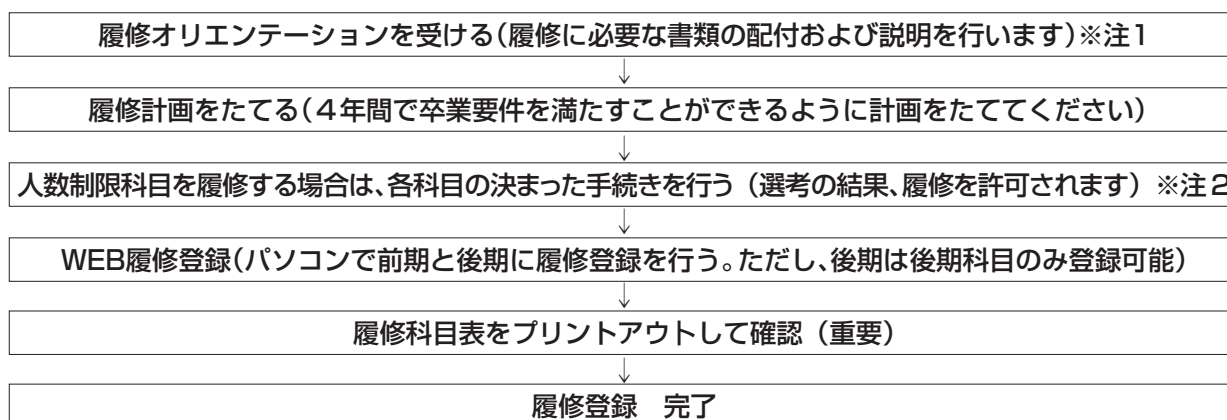 履修オリエンテーションを受ける(履修に必要な書類の配付および説明を行います)※注1
↓
履修計画をたてる(4年間で卒業要件を満たすことができるように計画をたててください)
↓
人数制限科目を履修する場合は、各科目の決まった手続きを行う(選考の結果、履修を許可されます)※注2
↓
WEB履修登録(パソコンで前期と後期に履修登録を行う。ただし、後期は後期科目のみ登録可能)
↓
履修科目表をプリントアウトして確認(重要)
↓
履修登録 完了